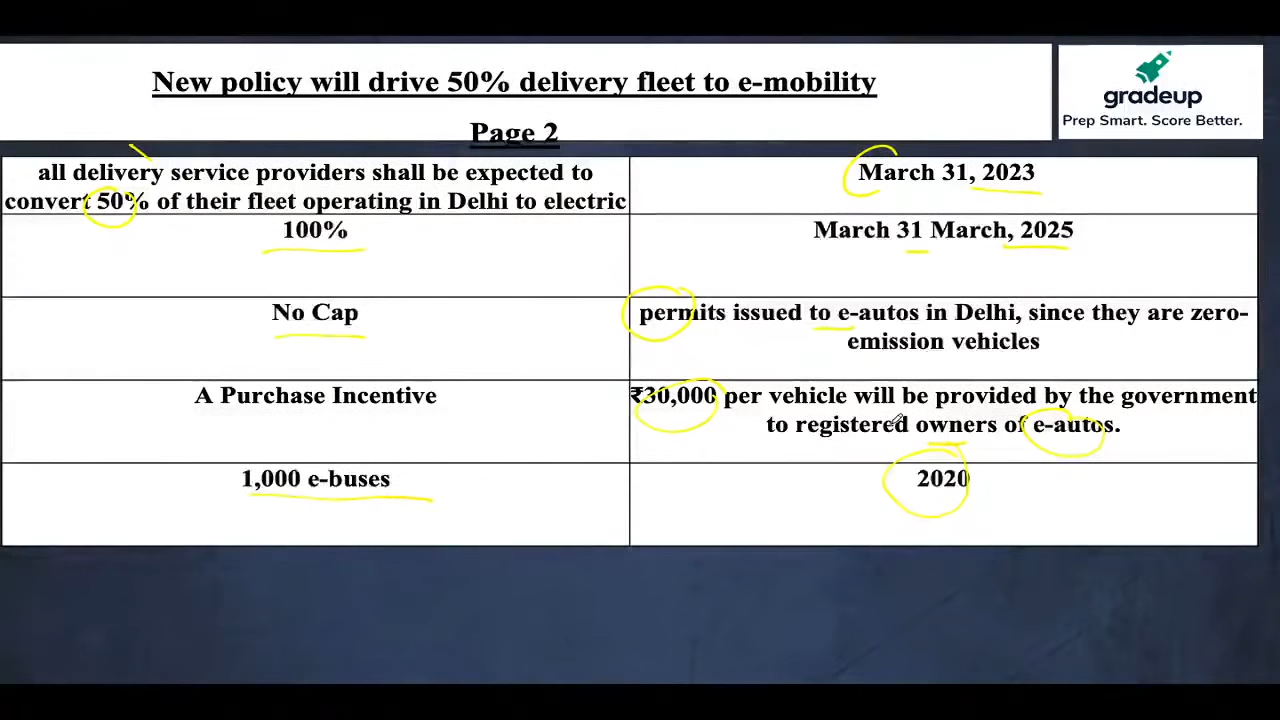 New policy will drive 50% delivery fleet to e-mobility
Page 2
gradeup
Prep Smart. Score Better.
all delivery service providers shall be expected to
convert 50% of their fleet operating in Delhi to electric
March 31, 2023
100%
March 31 March, 2025
No Cap
permits issued to e-autos in Delhi, since they are zero-
emission vehicles
A Purchase Incentive
₹30,000 per vehicle will be provided by the government
to registered owners of e-autos.
1,000 e-buses
2020